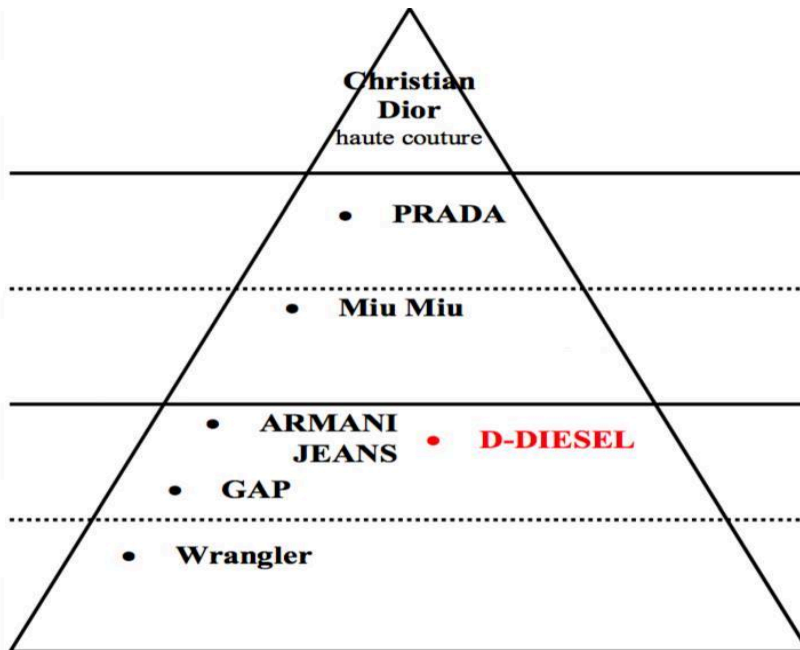 Christian
Dior
haute couture
• PRADA
• Miu Miu
• ARMANI
JEANS
• D-DIESEL
• GAP
• Wrangler